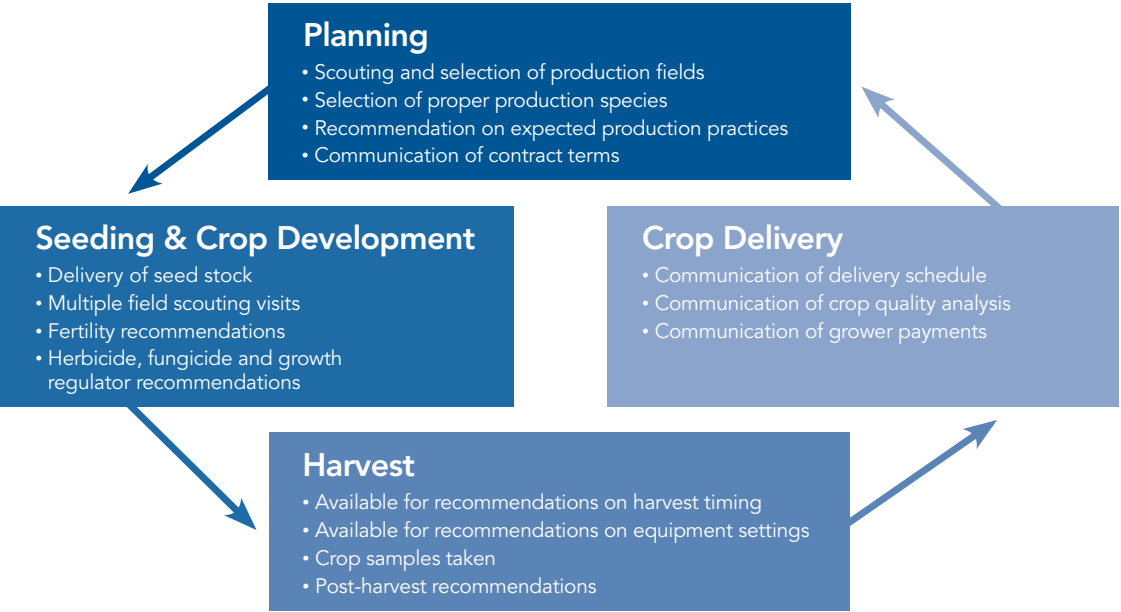 Planning
• Scouting and selection of production fields
• Selection of proper production species
• Recommendation on expected production practices
• Communication of contract terms
Seeding & Crop Development
• Delivery of seed stock
• Multiple field scouting visits
• Fertility recommendations
• Herbicide, fungicide and growth
regulator recommendations
Crop Delivery
• Communication of delivery schedule
• Communication of crop quality analysis
• Communication of grower payments
Harvest
• Available for recommendations on harvest timing
• Available for recommendations on equipment settings
• Crop samples taken
• Post-harvest recommendations